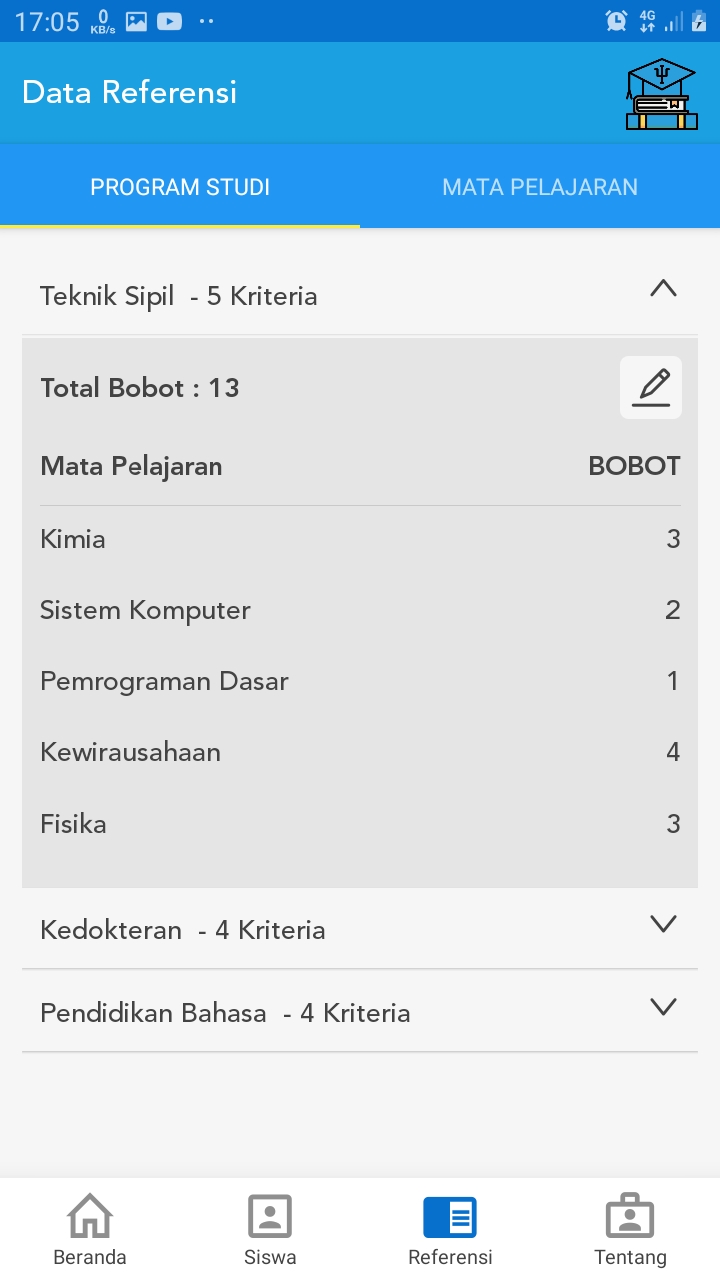 17:05 0 KB/s 4G
Data Referensi
PROGRAM STUDI MATA PELAJARAN
Teknik Sipil - 5 Kriteria
Total Bobot : 13
Mata Pelajaran BOBOT
Kimia 3
Sistem Komputer 2
Pemrograman Dasar 1
Kewirausahaan 4
Fisika 3
Kedokteran - 4 Kriteria
Pendidikan Bahasa - 4 Kriteria
Beranda Siswa Referensi Tentang